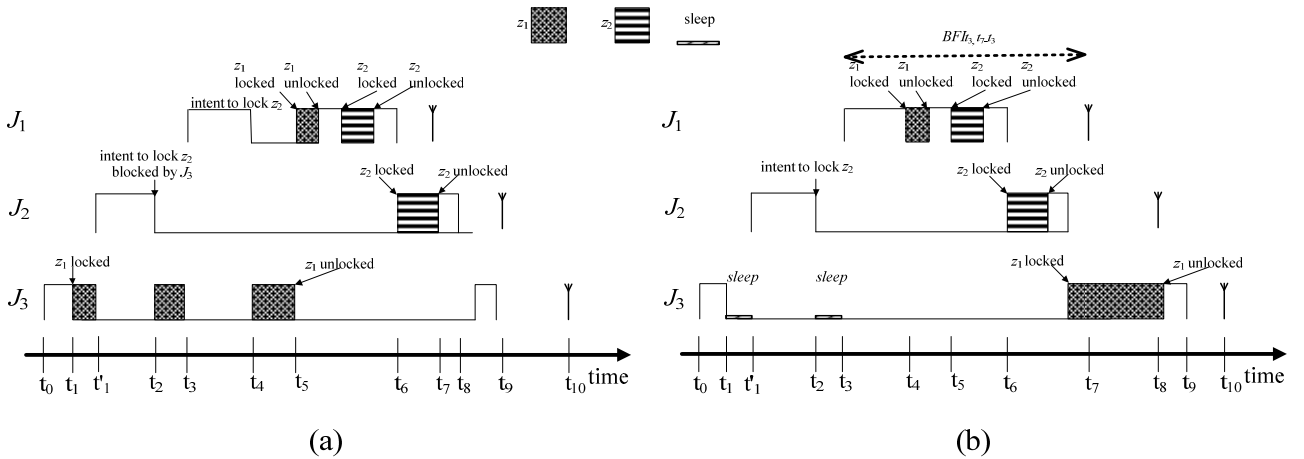 z1
z2
sleep
z1
locked
z1
unlocked
z2
locked
z2
unlocked
intent to lock z2
J1
intent to lock z2
blocked by J3
z2 locked
z2 unlocked
J2
z1 locked
z1 unlocked
J3
t0
t1
t'1
t2
t3
t4
t5
t6
t7
t8
t9
t10
time
(a)
z1
locked
z1
unlocked
z2
locked
z2
unlocked
J1
intent to lock z2
z2 locked
z2 unlocked
J2
sleep
sleep
z1 locked
z1 unlocked
J3
t0
t1
t'1
t2
t3
t4
t5
t6
t7
t8
t9
t10
time
(b)